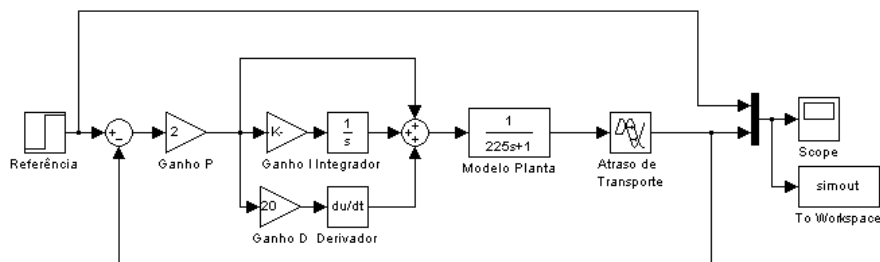 Referência
+
−
2
Ganho P
K-
Ganho I
1
s
Integrador
20
Ganho D
du/dt
Derivador
+
+
+
1
225s+1
Modelo Planta
Atraso de
Transporte
Scope
simout
To Workspace